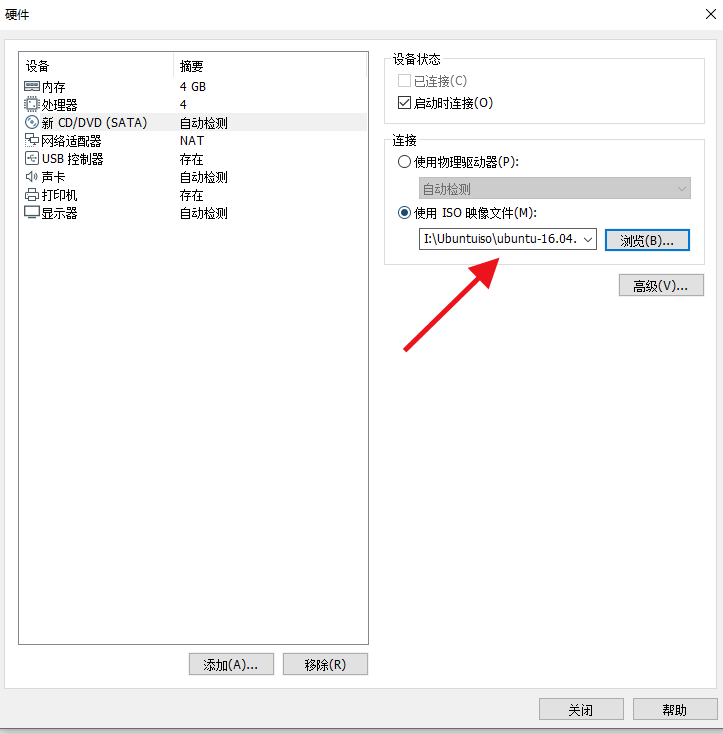 硬件
设备 摘要
内存 4 GB
处理器 4
新 CD/DVD (SATA) 自动检测
网络适配器 NAT
USB 控制器 存在
声卡 自动检测
打印机 存在
显示器 自动检测
添加(A)... 移除(R)
设备状态
已连接(C)
启动时连接(O)
连接
使用物理驱动器(P):
自动检测
使用 ISO 映像文件(M):
I:\Ubuntuiso\ubuntu-16.04. 浏览(B)...
高级(V)...
关闭 帮助